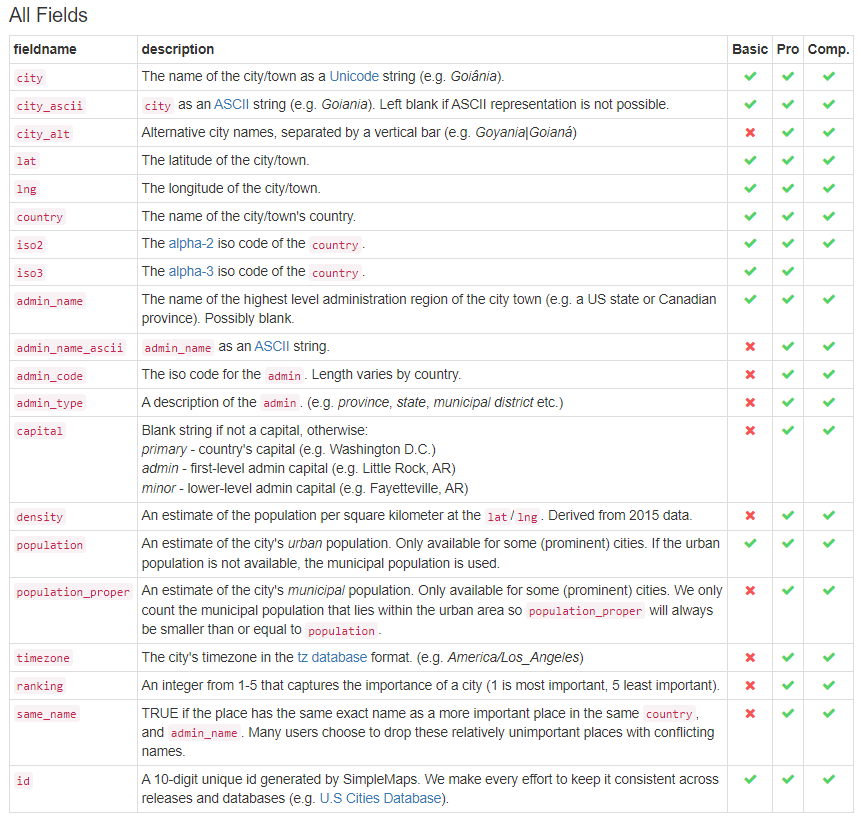 All Fields
fieldname description Basic Pro Comp.
city The name of the city/town as a Unicode string (e.g. Goiânia). ✔ ✔ ✔
city_ascii city as an ASCII string (e.g. Goiania). Left blank if ASCII representation is not possible. ✔ ✔ ✔
city_alt Alternative city names, separated by a vertical bar (e.g. Goyania|Goianá) ✖ ✔ ✔
lat The latitude of the city/town. ✔ ✔ ✔
lng The longitude of the city/town. ✔ ✔ ✔
country The name of the city/town's country. ✔ ✔ ✔
iso2 The alpha-2 iso code of the country. ✔ ✔ ✔
iso3 The alpha-3 iso code of the country. ✔ ✔
admin_name The name of the highest level administration region of the city town (e.g. a US state or Canadian ✔ ✔ ✔
province). Possibly blank.
admin_name_ascii admin_name as an ASCII string. ✖ ✔ ✔
admin_code The iso code for the admin. Length varies by country. ✖ ✔ ✔
admin_type A description of the admin. (e.g. province, state, municipal district etc.) ✖ ✔ ✔
capital Blank string if not a capital, otherwise: ✖ ✔ ✔
primary - country's capital (e.g. Washington D.C.)
admin - first-level admin capital (e.g. Little Rock, AR)
minor - lower-level admin capital (e.g. Fayetteville, AR)
density An estimate of the population per square kilometer at the lat/lng. Derived from 2015 data. ✖ ✔ ✔
population An estimate of the city's urban population. Only available for some (prominent) cities. If the urban ✔ ✔ ✔
population is not available, the municipal population is used.
population_proper An estimate of the city's municipal population. Only available for some (prominent) cities. We only ✖ ✔ ✔
count the municipal population that lies within the urban area so population_proper will always
be smaller than or equal to population.
timezone The city's timezone in the tz database format. (e.g. America/Los_Angeles) ✖ ✔ ✔
ranking An integer from 1-5 that captures the importance of a city (1 is most important, 5 least important). ✖ ✔ ✔
same_name TRUE if the place has the same exact name as a more important place in the same country, ✖ ✔ ✔
and admin_name. Many users choose to drop these relatively unimportant places with conflicting
names.
id A 10-digit unique id generated by SimpleMaps. We make every effort to keep it consistent across ✔ ✔ ✔
releases and databases (e.g. U.S Cities Database).